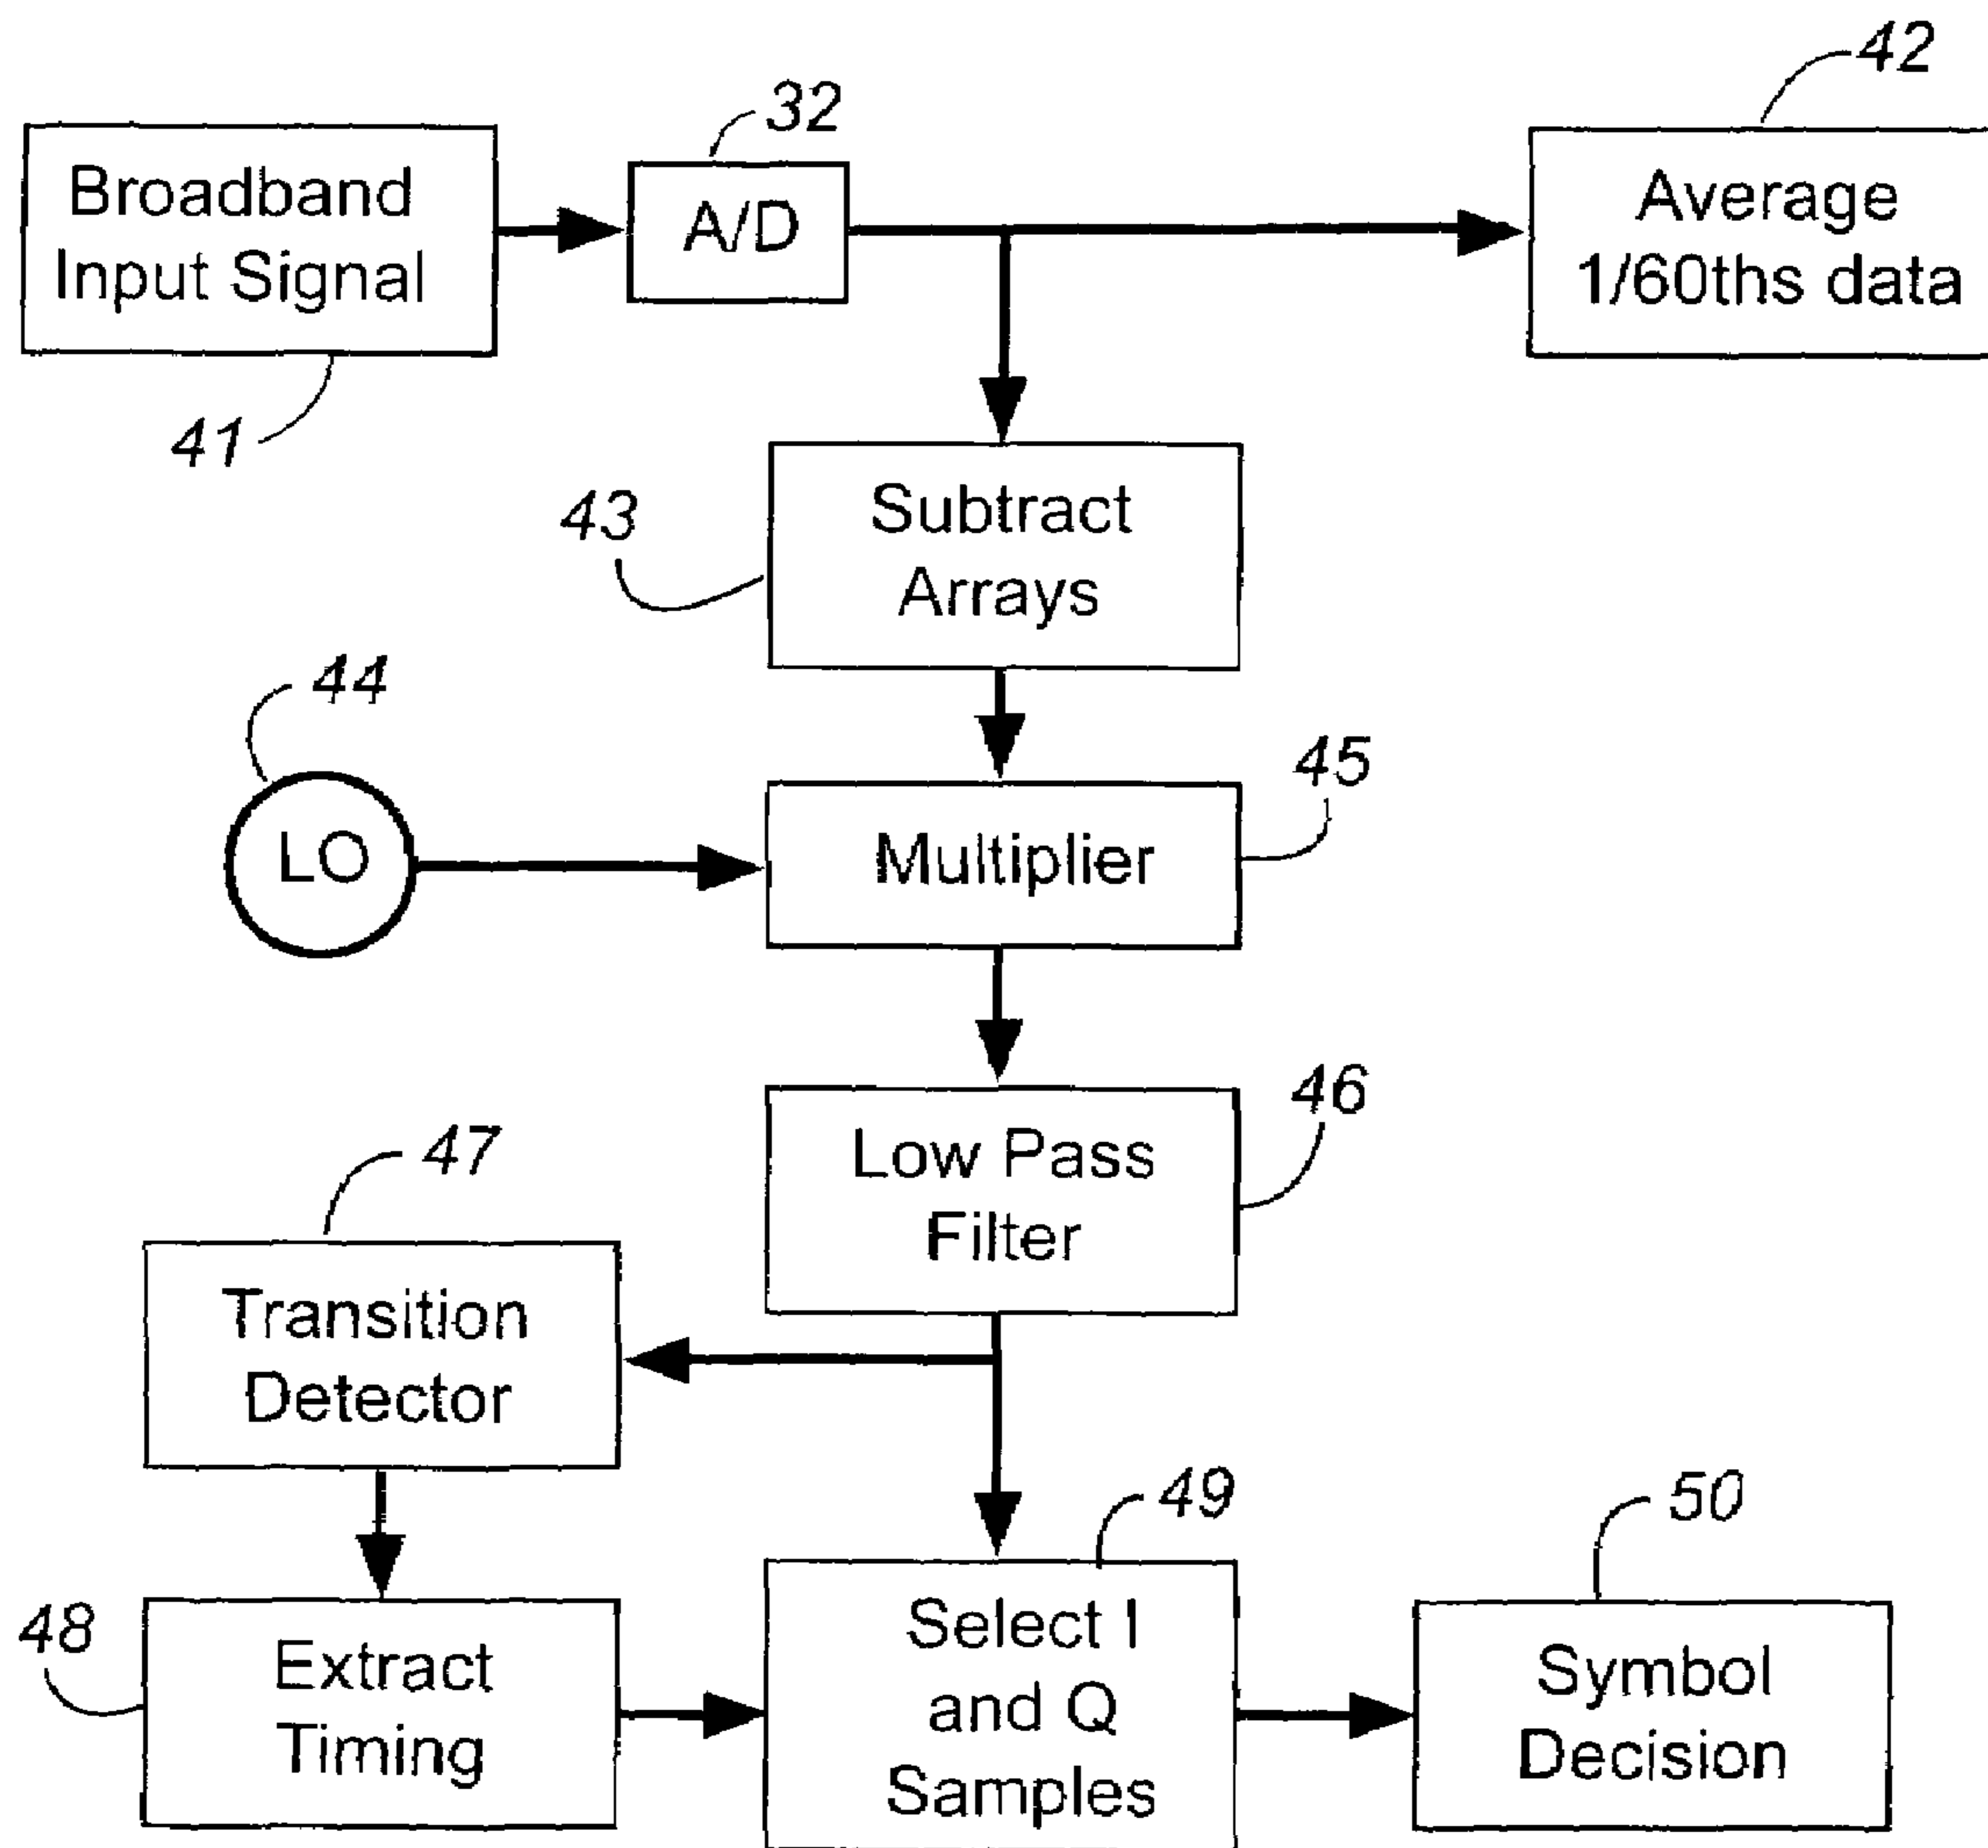 42
32
Broadband
Input Signal
A/D
Average
1/60ths data
41
43
Subtract
Arrays
44
45
LO
Multiplier
46
47
Low Pass
Filter
Transition
Detector
49
50
48
Extract
Timing
Select I
and Q
Samples
Symbol
Decision